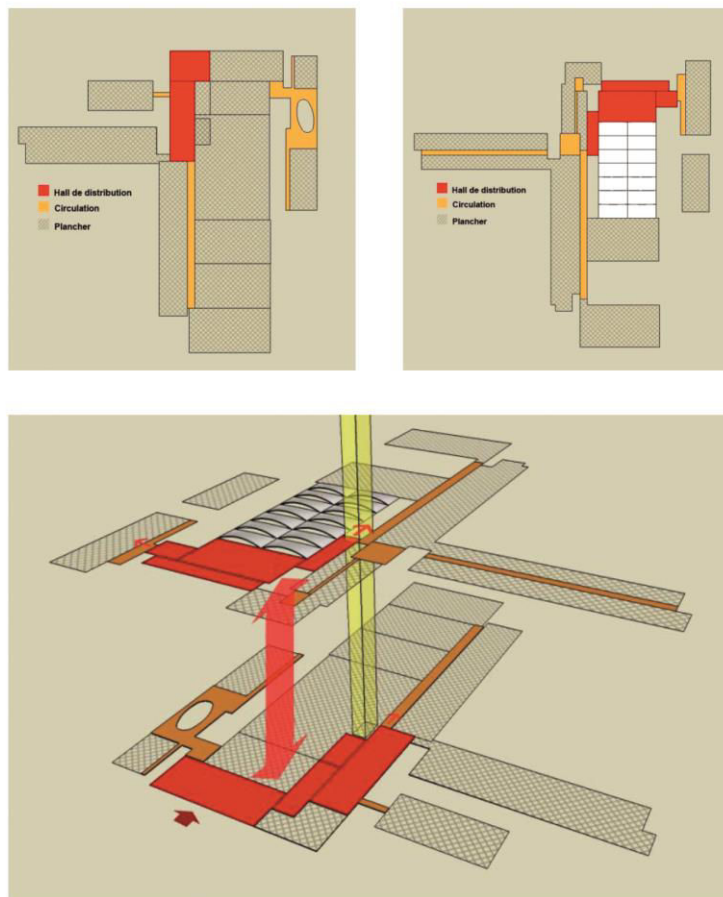 Hall de distribution
Circulation
Plancher
Hall de distribution
Circulation
Plancher